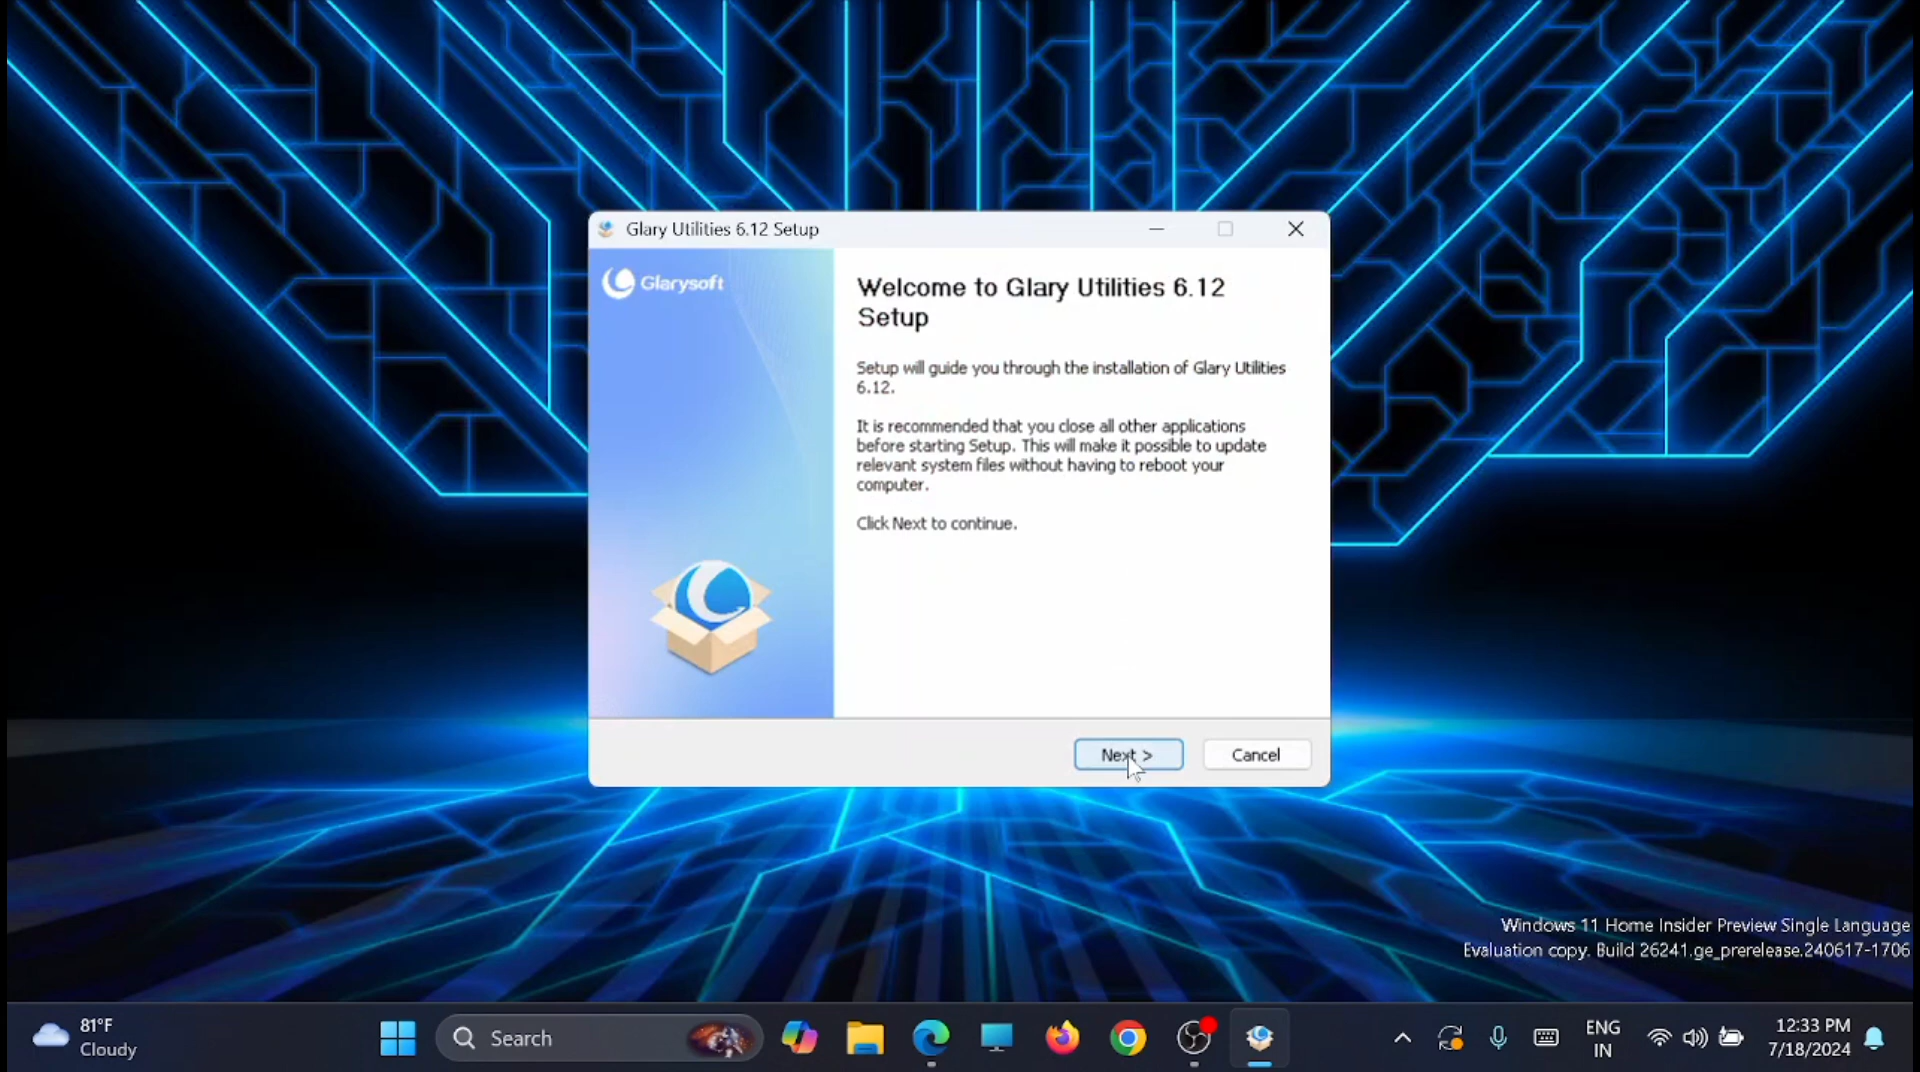 Glary Utilities 6.12 Setup
Glarysoft
Welcome to Glary Utilities 6.12
Setup
Setup will guide you through the installation of Glary Utilities
6.12.
It is recommended that you close all other applications
before starting Setup. This will make it possible to update
relevant system files without having to reboot your
computer.
Click Next to continue.
Next >
Cancel
Windows 11 Home Insider Preview Single Language
Evaluation copy. Build 26241.ge_prerelease.240617-1706
81°F
Cloudy
Search
ENG
IN
12:33 PM
7/18/2024